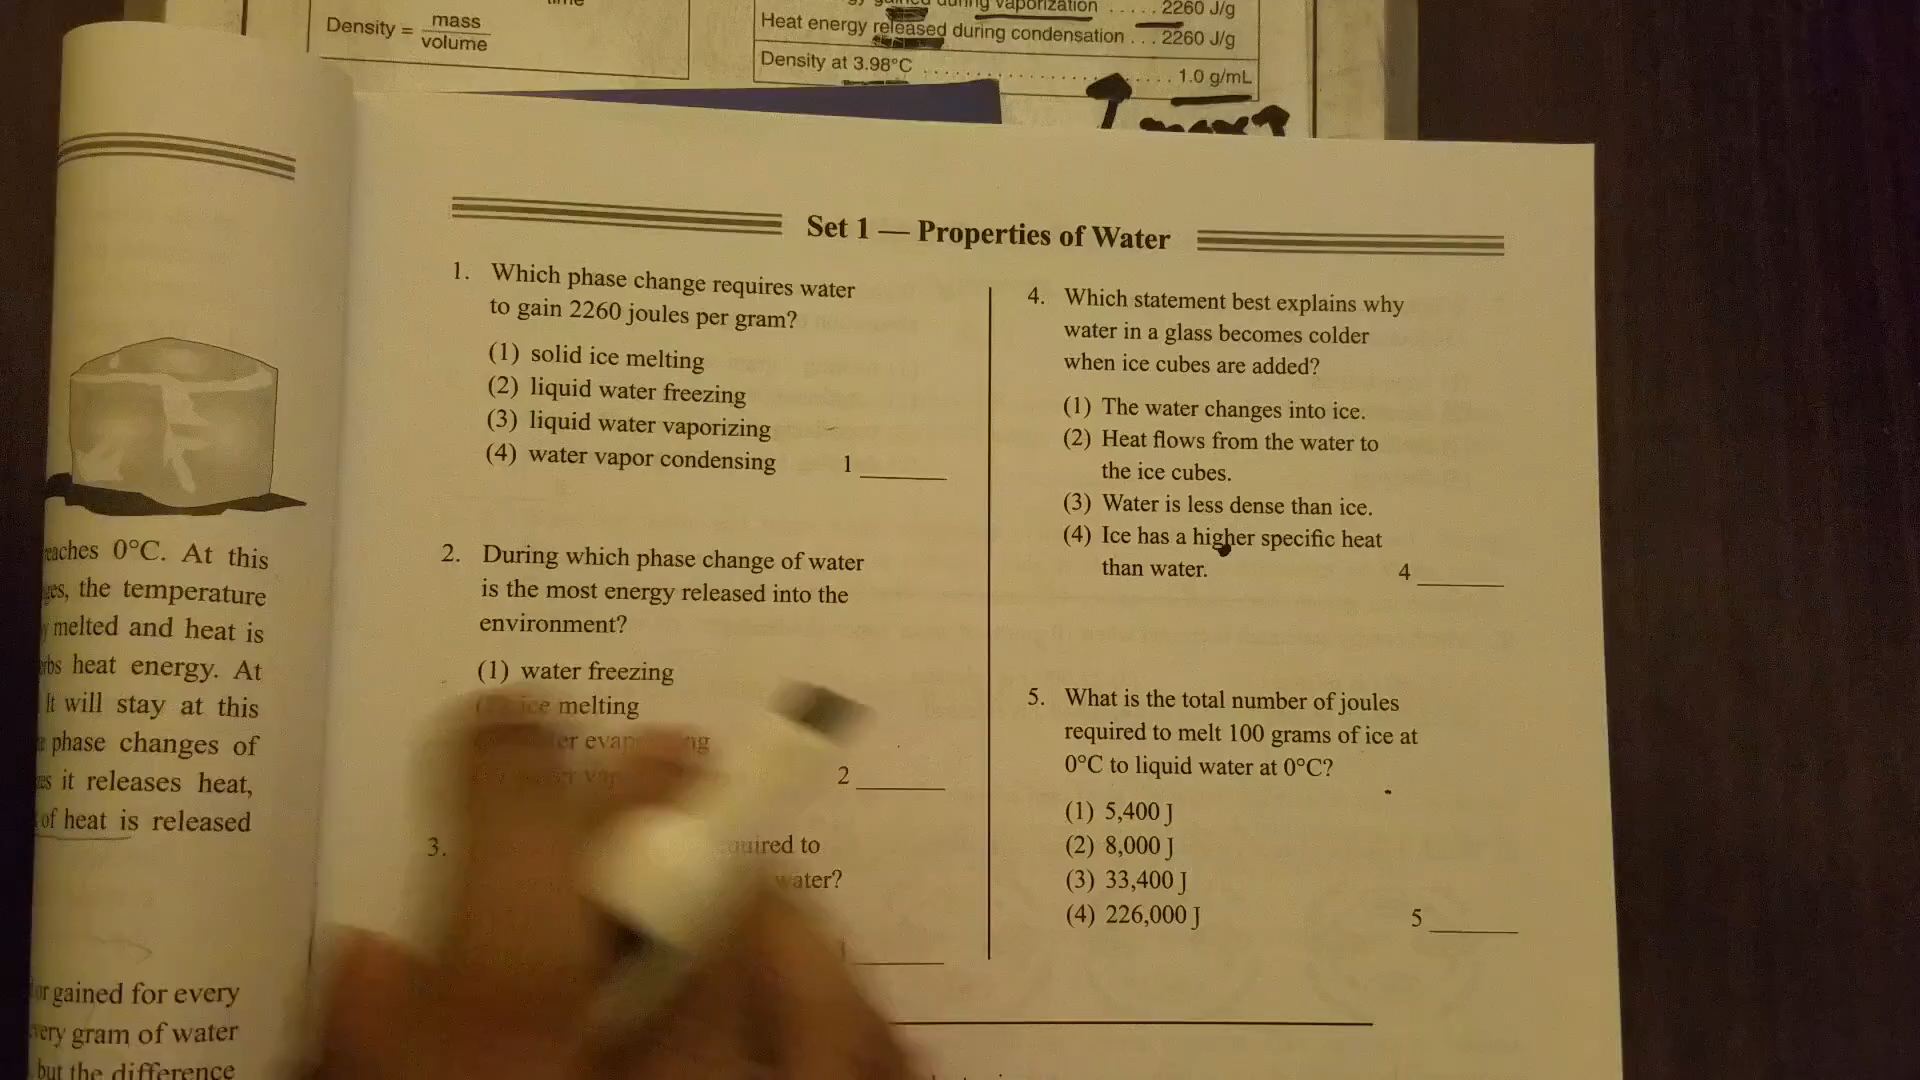 Density = mass
volume
during vaporization ..... 2260 J/g
Heat energy released during condensation ... 2260 J/g
Density at 3.98°C ........................ 1.0 g/mL
Set 1 — Properties of Water
1. Which phase change requires water
to gain 2260 joules per gram?
(1) solid ice melting
(2) liquid water freezing
(3) liquid water vaporizing
(4) water vapor condensing 1 ______
2. During which phase change of water
is the most energy released into the
environment?
(1) water freezing
ice melting
2 ______
3.
to
water?
4. Which statement best explains why
water in a glass becomes colder
when ice cubes are added?
(1) The water changes into ice.
(2) Heat flows from the water to
the ice cubes.
(3) Water is less dense than ice.
(4) Ice has a higher specific heat
than water. 4 ______
5. What is the total number of joules
required to melt 100 grams of ice at
0°C to liquid water at 0°C?
(1) 5,400 J
(2) 8,000 J
(3) 33,400 J
(4) 226,000 J 5 ______
0°C. At this
the temperature
melted and heat is
heat energy. At
It will stay at this
phase changes of
it releases heat,
of heat is released
gained for every
gram of water
but the difference